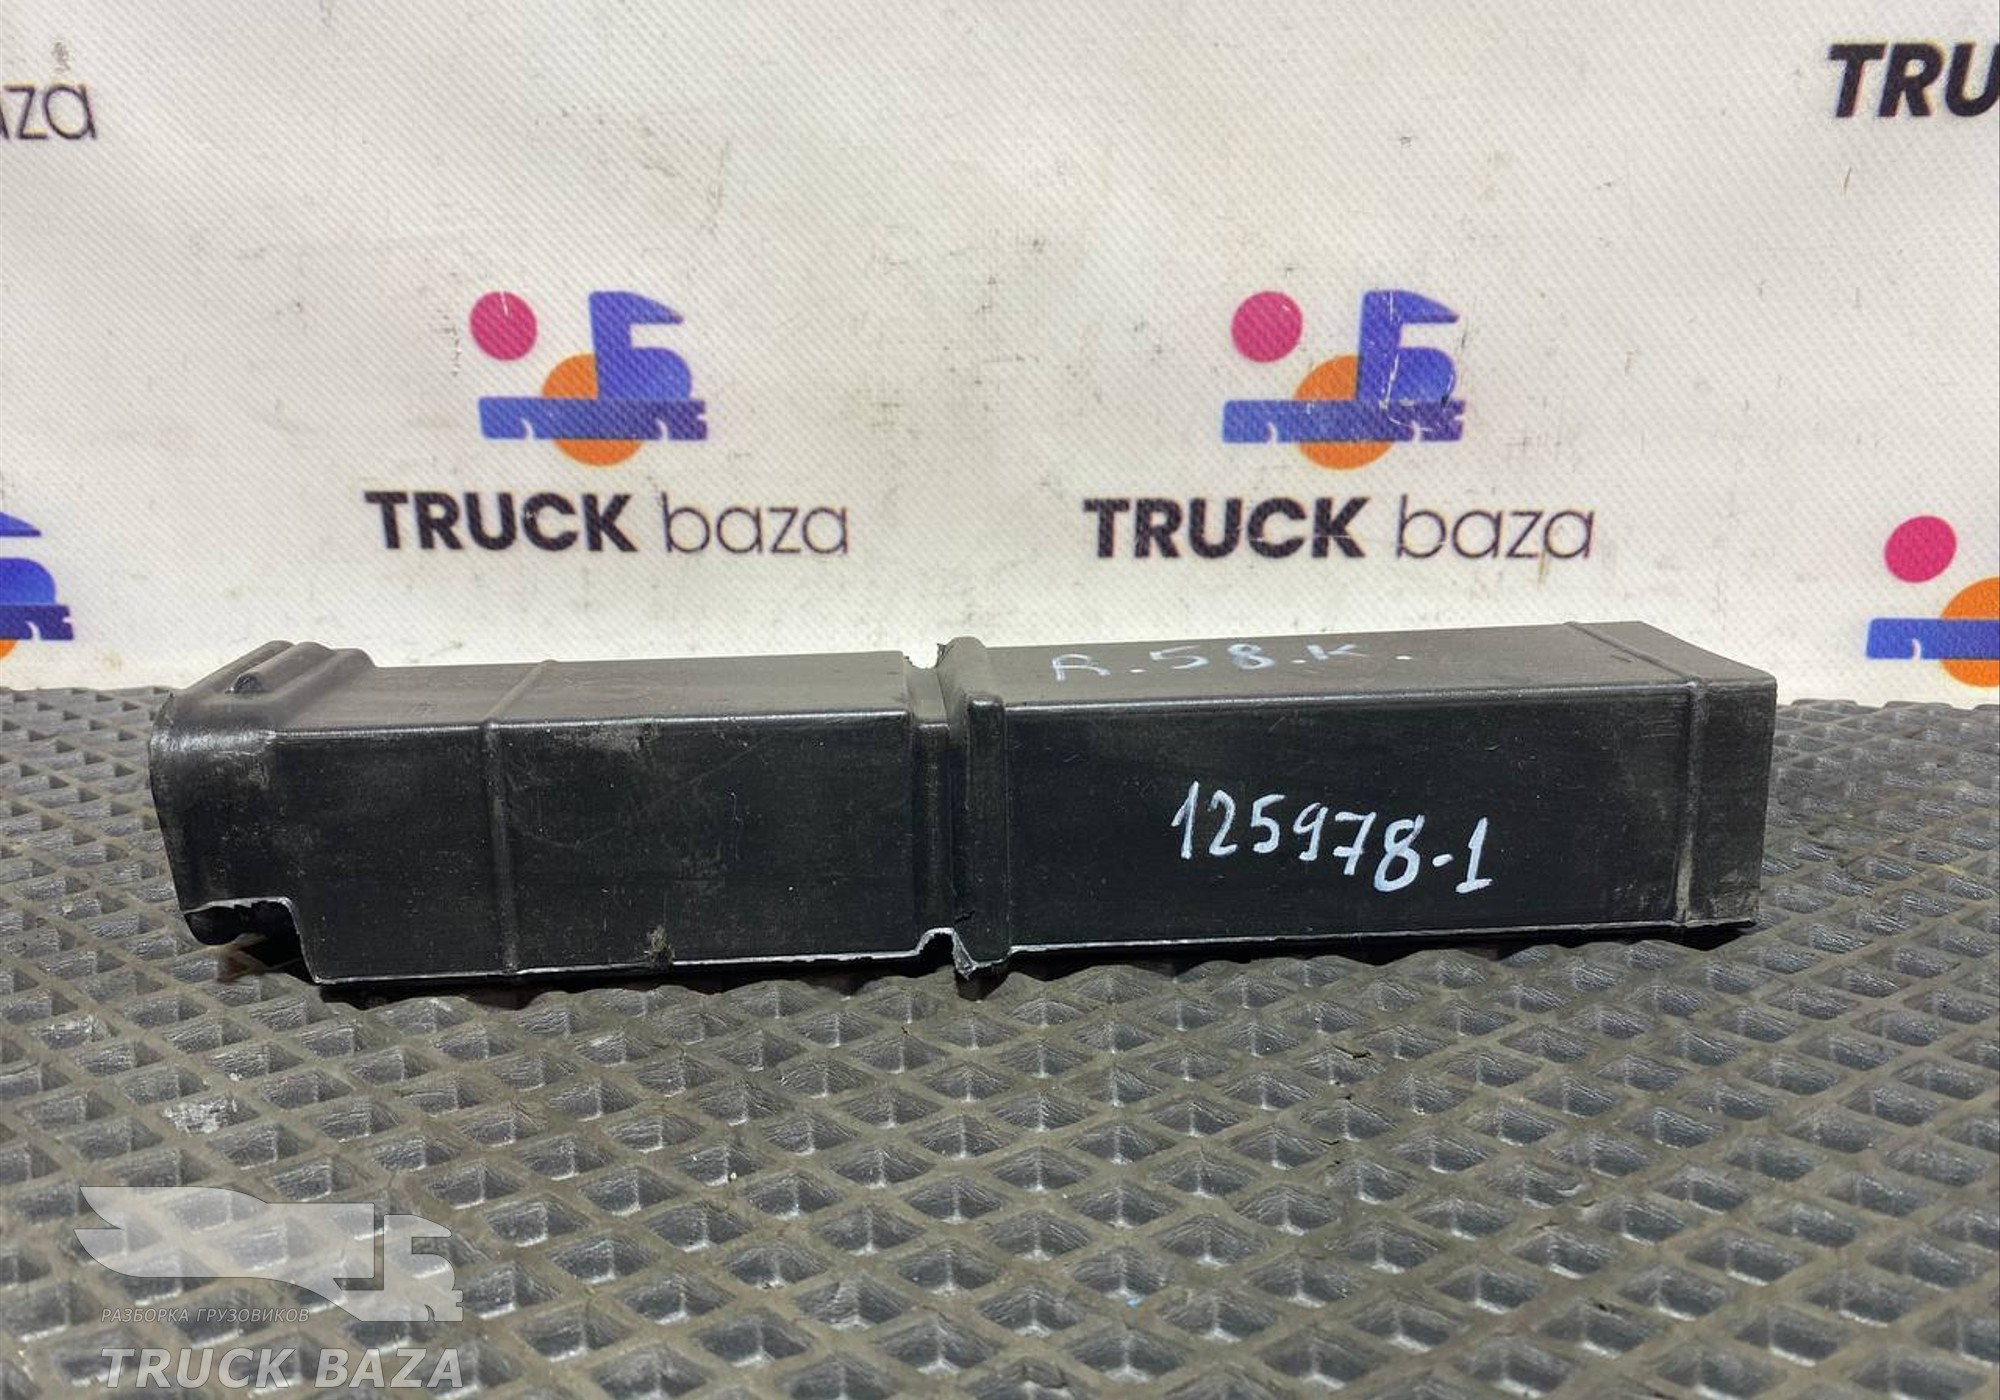 aza
TRU
TRUCK baza
TRUCK baza
R.58.K.
125978-1
РАЗБОРКА ГРУЗОВИКОВ
TRUCK BAZA